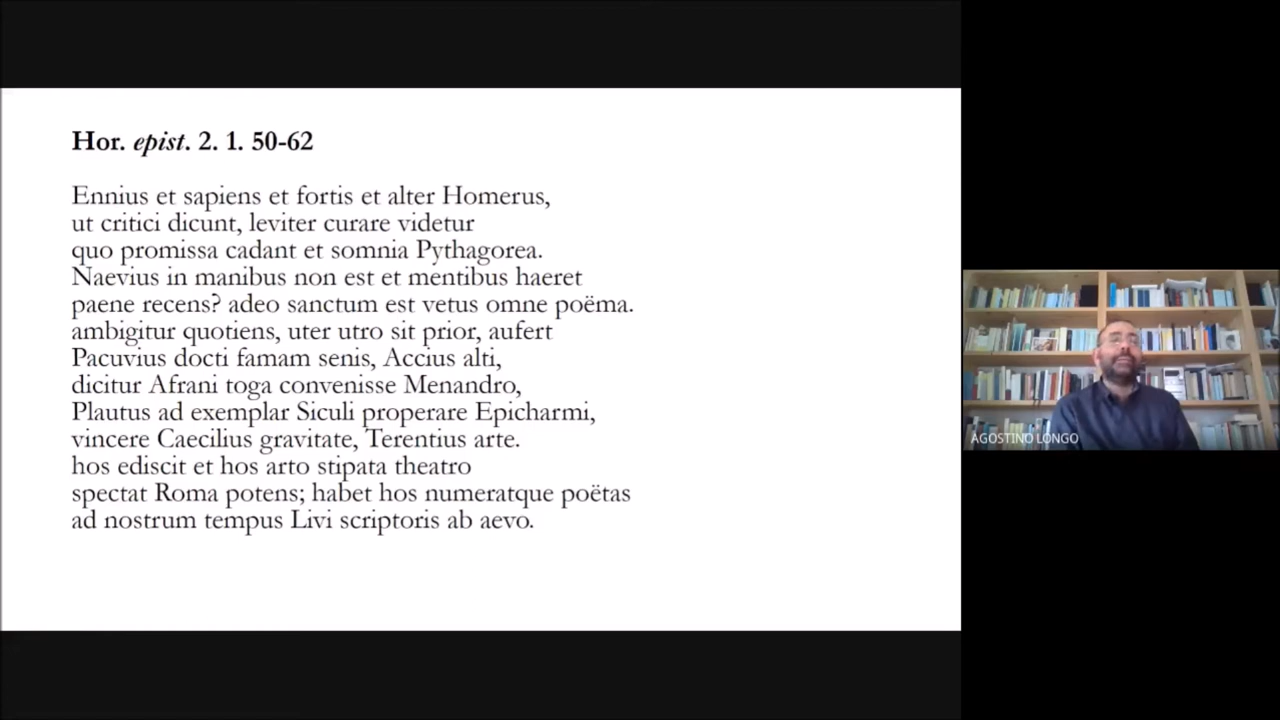 Hor. epist. 2. 1. 50-62
Ennius et sapiens et fortis et alter Homerus,
ut critici dicunt, leviter curare videtur
quo promissa cadant et somnia Pythagorea.
Naevius in manibus non est et mentibus haeret
paene recens? adeo sanctum est vetus omne poëma.
ambigitur quotiens, uter utro sit prior, aufert
Pacuvius docti famam senis, Accius alti,
dicitur Afrani toga convenisse Menandro,
Plautus ad exemplar Siculi properare Epicharmi,
vincere Caecilius gravitate, Terentius arte.
hos ediscit et hos arto stipata theatro
spectat Roma potens; habet hos numeratque poëtas
ad nostrum tempus Livi scriptoris ab aevo.
AGOSTINO LONGO